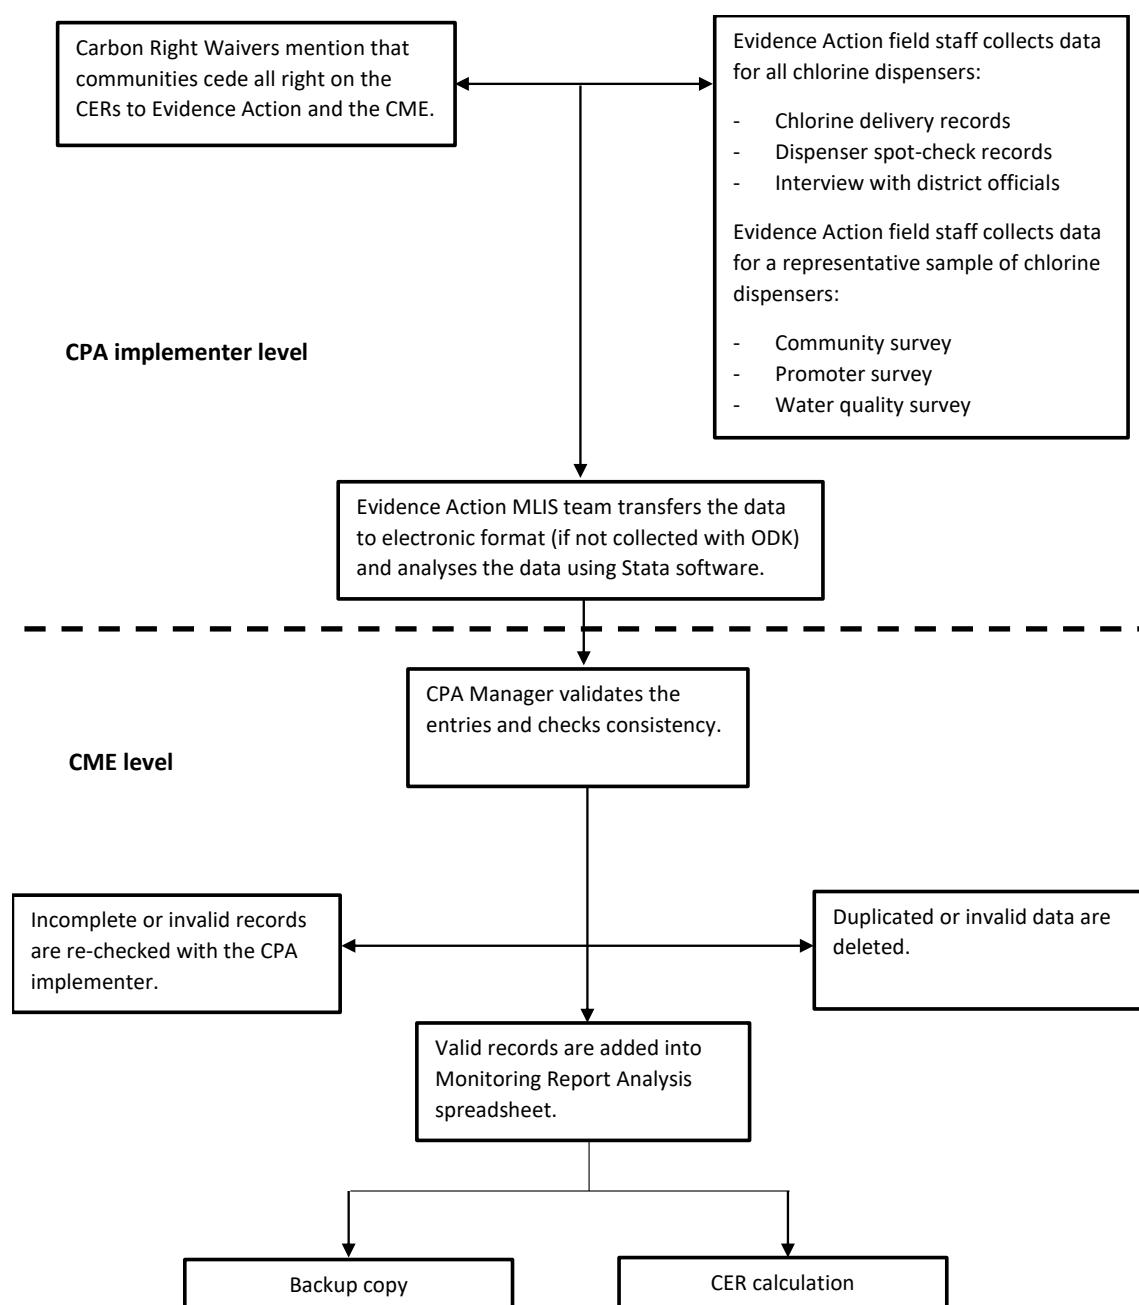 Carbon Right Waivers mention that
communities cede all right on the
CERs to Evidence Action and the CME.
Evidence Action field staff collects data
for all chlorine dispensers:
- Chlorine delivery records
- Dispenser spot-check records
- Interview with district officials
Evidence Action field staff collects data
for a representative sample of chlorine
dispensers:
- Community survey
- Promoter survey
- Water quality survey
CPA implementer level
Evidence Action MLIS team transfers the data
to electronic format (if not collected with ODK)
and analyses the data using Stata software.
CPA Manager validates the
entries and checks consistency.
CME level
Incomplete or invalid records
are re-checked with the CPA
implementer.
Duplicated or invalid data are
deleted.
Valid records are added into
Monitoring Report Analysis
spreadsheet.
Backup copy
CER calculation